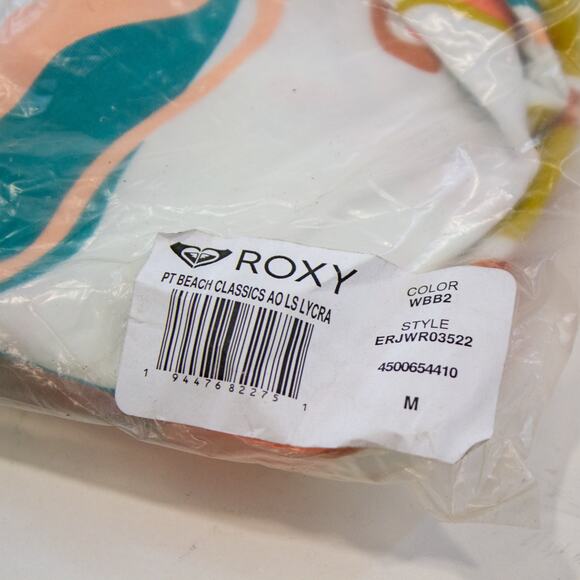 ROXY
PT BEACH CLASSICS AO LS LYCRA
1 94476 82275 1
COLOR
WBB2
STYLE
ERJWR03522
4500654410
M